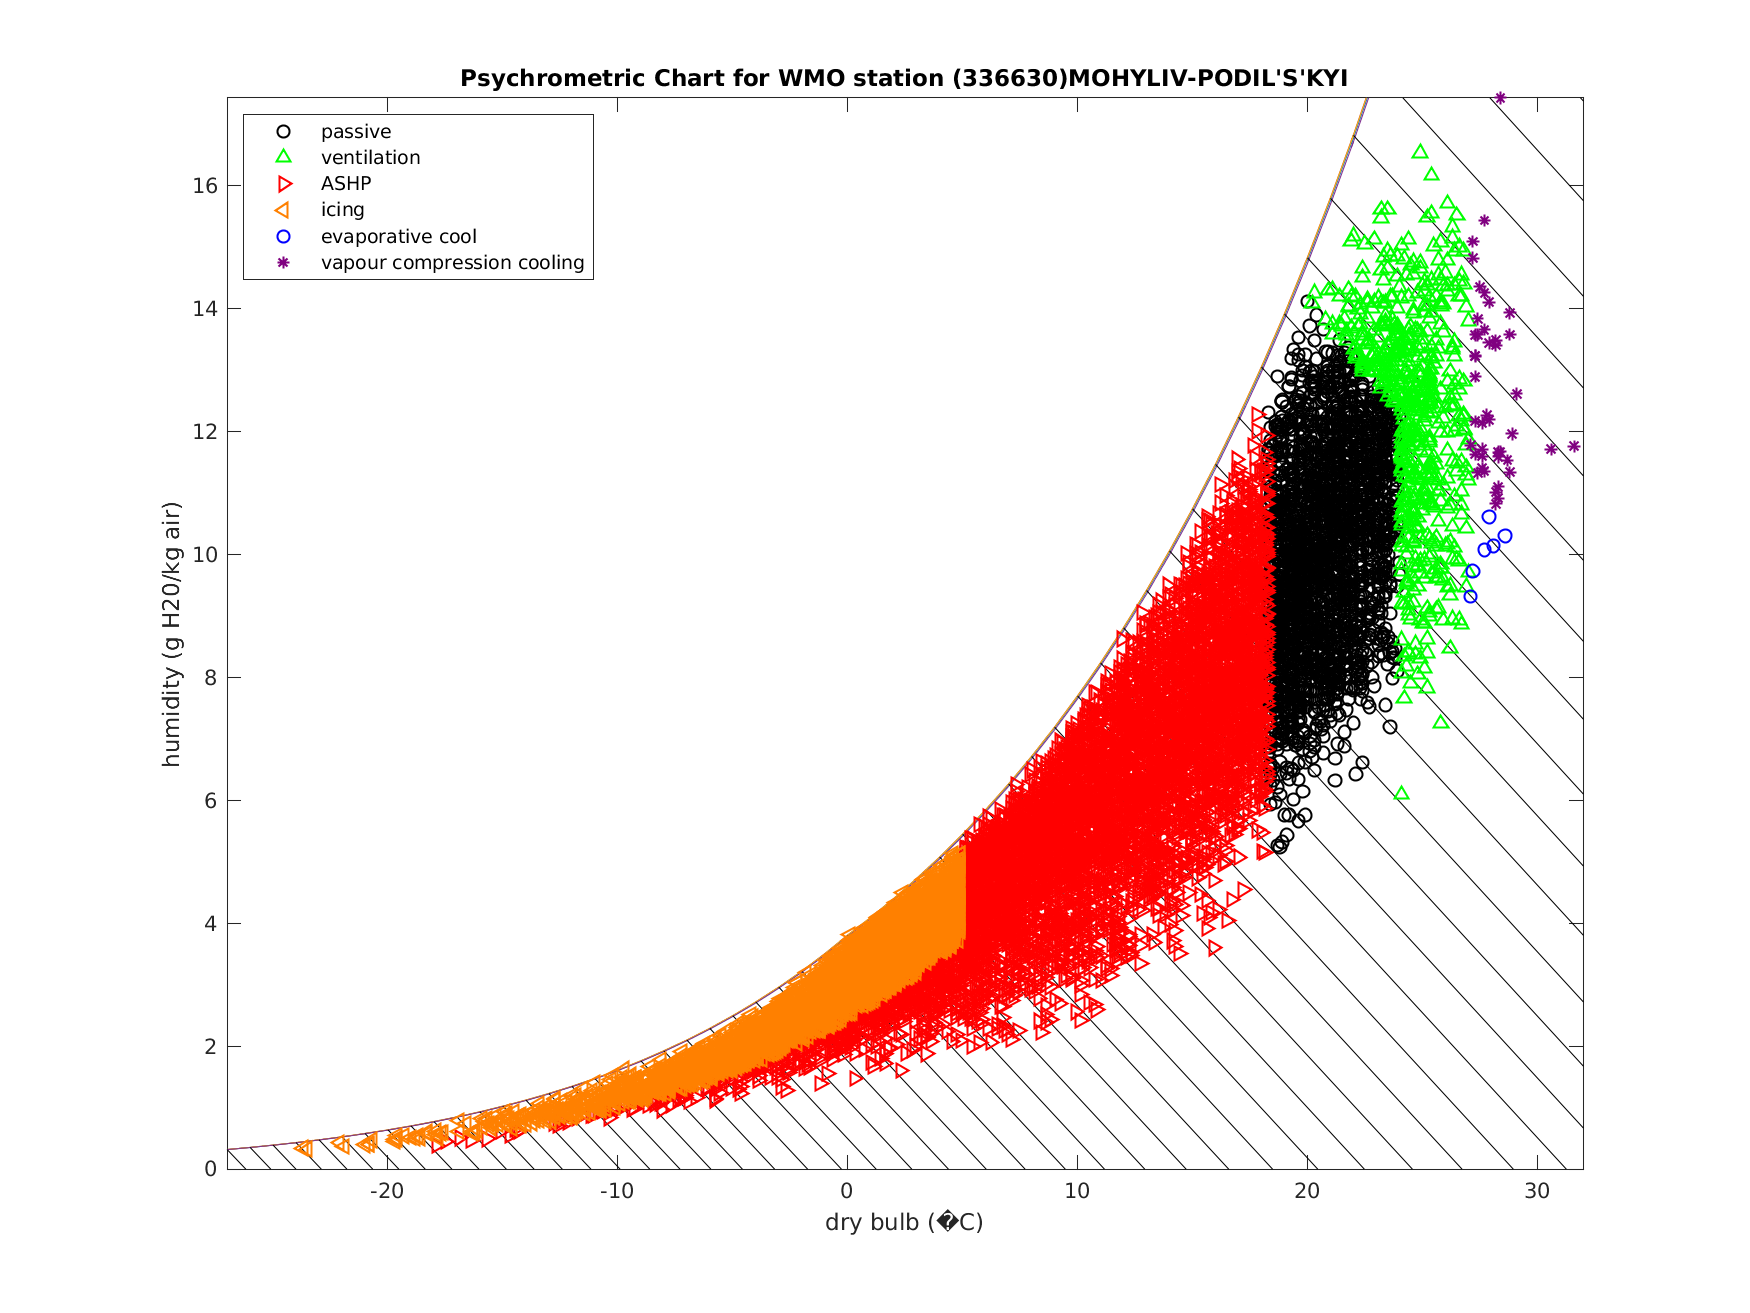 Psychrometric Chart for WMO station (336630)MOHYLIV-PODIL'S'KYI
passive
ventilation
ASHP
icing
evaporative cool
vapour compression cooling
humidity (g H20/kg air)
16
14
12
10
8
6
4
2
0
-20
-10
0
10
20
30
dry bulb (�C)